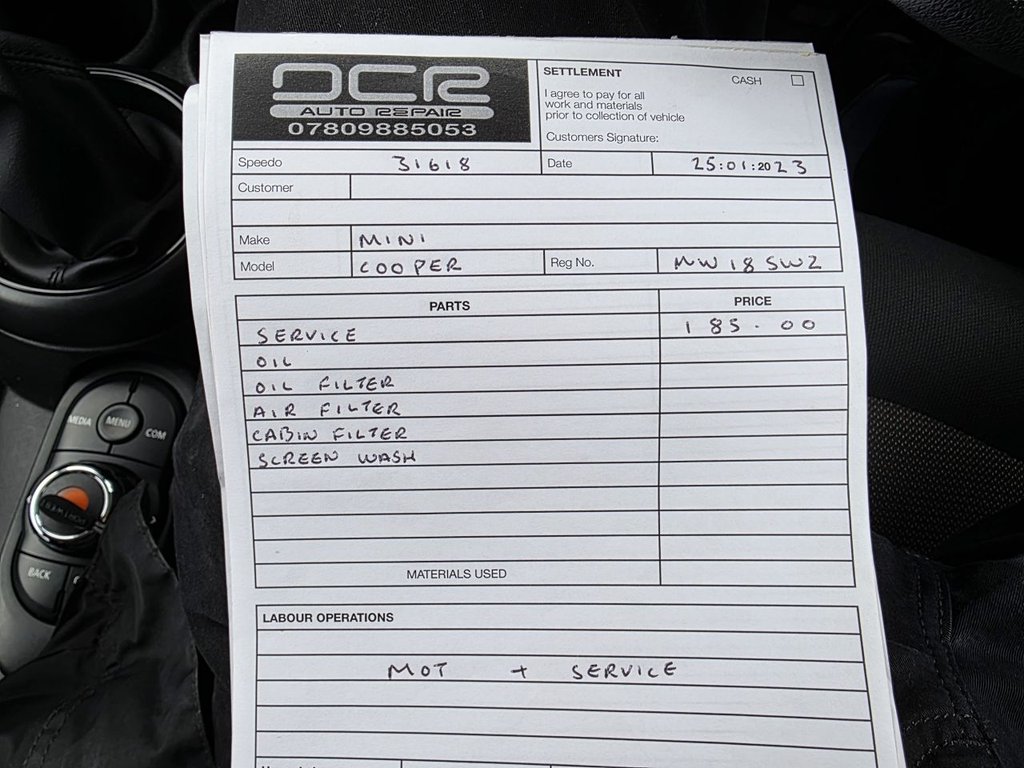 OCR
AUTO REPAIR
07809885053
SETTLEMENT
CASH
I agree to pay for all
work and materials
prior to collection of vehicle
Customers Signature:
Speedo 31618 Date 25:01:2023
Customer
Make MINI
Model COOPER Reg No. MW18 SWZ
PARTS PRICE
SERVICE 185.00
OIL
OIL FILTER
AIR FILTER
CABIN FILTER
SCREEN WASH
MATERIALS USED
LABOUR OPERATIONS
MOT + SERVICE
MEDIA MENU COM
BACK